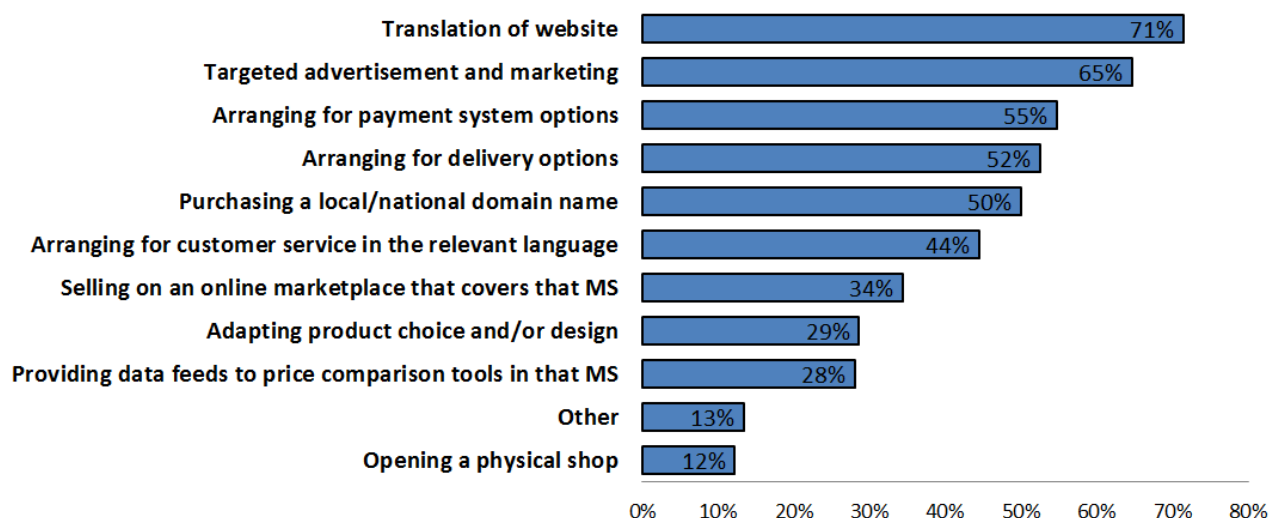 Translation of website 71%
Targeted advertisement and marketing 65%
Arranging for payment system options 55%
Arranging for delivery options 52%
Purchasing a local/national domain name 50%
Arranging for customer service in the relevant language 44%
Selling on an online marketplace that covers that MS 34%
Adapting product choice and/or design 29%
Providing data feeds to price comparison tools in that MS 28%
Other 13%
Opening a physical shop 12%
0% 10% 20% 30% 40% 50% 60% 70% 80%